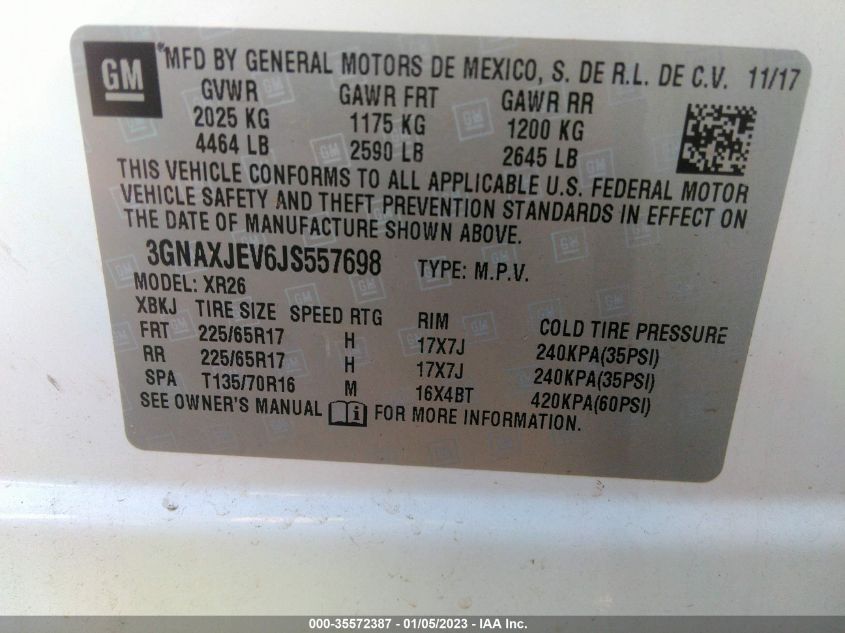 GM
MFD BY GENERAL MOTORS DE MEXICO, S. DE R.L. DE C.V. 11/17
GVWR GAWR FRT GAWR RR
2025 KG 1175 KG 1200 KG
4464 LB 2590 LB 2645 LB
THIS VEHICLE CONFORMS TO ALL APPLICABLE U.S. FEDERAL MOTOR
VEHICLE SAFETY AND THEFT PREVENTION STANDARDS IN EFFECT ON
THE DATE OF MANUFACTURE SHOWN ABOVE.
3GNAXJEV6JS557698 TYPE: M.P.V.
MODEL: XR26
XBKJ TIRE SIZE SPEED RTG RIM COLD TIRE PRESSURE
FRT 225/65R17 H 17X7J 240KPA(35PSI)
RR 225/65R17 H 17X7J 240KPA(35PSI)
SPA T135/70R16 M 16X4BT 420KPA(60PSI)
SEE OWNER'S MANUAL i FOR MORE INFORMATION.
000-35572387 - 01/05/2023 - IAA Inc.